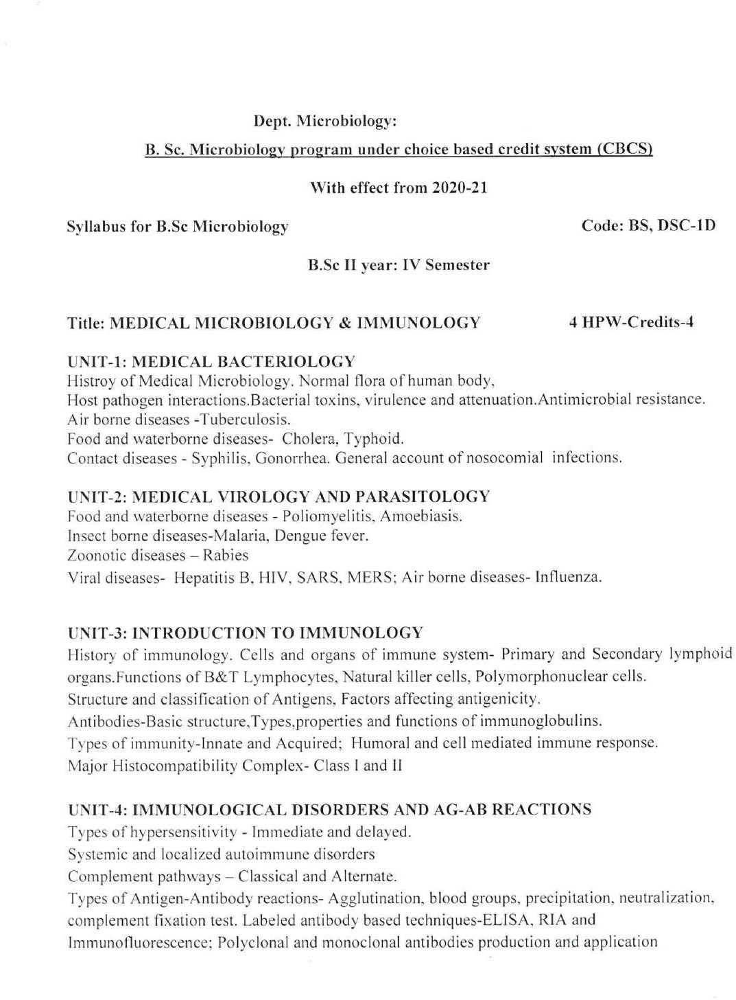 Dept. Microbiology:
B. Sc. Microbiology program under choice based credit system (CBCS)
With effect from 2020-21
Syllabus for B.Sc Microbiology Code: BS, DSC-1D
B.Sc II year: IV Semester
Title: MEDICAL MICROBIOLOGY & IMMUNOLOGY 4 HPW-Credits-4
UNIT-1: MEDICAL BACTERIOLOGY
Histroy of Medical Microbiology. Normal flora of human body,
Host pathogen interactions.Bacterial toxins, virulence and attenuation.Antimicrobial resistance.
Air borne diseases -Tuberculosis.
Food and waterborne diseases- Cholera, Typhoid.
Contact diseases - Syphilis, Gonorrhea. General account of nosocomial infections.
UNIT-2: MEDICAL VIROLOGY AND PARASITOLOGY
Food and waterborne diseases - Poliomyelitis, Amoebiasis.
Insect borne diseases-Malaria, Dengue fever.
Zoonotic diseases – Rabies
Viral diseases- Hepatitis B, HIV, SARS, MERS; Air borne diseases- Influenza.
UNIT-3: INTRODUCTION TO IMMUNOLOGY
History of immunology. Cells and organs of immune system- Primary and Secondary lymphoid
organs.Functions of B&T Lymphocytes, Natural killer cells, Polymorphonuclear cells.
Structure and classification of Antigens, Factors affecting antigenicity.
Antibodies-Basic structure,Types,properties and functions of immunoglobulins.
Types of immunity-Innate and Acquired; Humoral and cell mediated immune response.
Major Histocompatibility Complex- Class I and II
UNIT-4: IMMUNOLOGICAL DISORDERS AND AG-AB REACTIONS
Types of hypersensitivity - Immediate and delayed.
Systemic and localized autoimmune disorders
Complement pathways – Classical and Alternate.
Types of Antigen-Antibody reactions- Agglutination, blood groups, precipitation, neutralization,
complement fixation test. Labeled antibody based techniques-ELISA, RIA and
Immunofluorescence; Polyclonal and monoclonal antibodies production and application